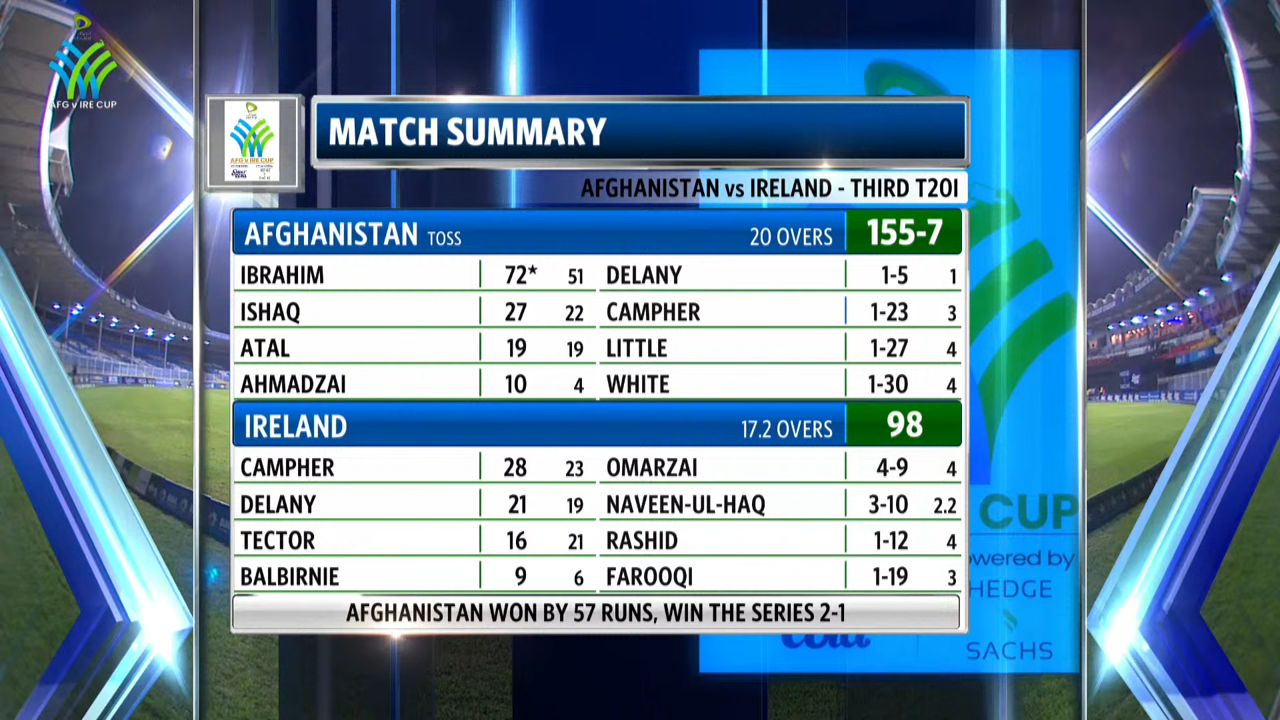 AFG v IRE CUP
AFG v IRE CUP
MATCH SUMMARY
AFGHANISTAN vs IRELAND - THIRD T20I
AFGHANISTAN TOSS 20 OVERS 155-7
IBRAHIM 72* 51 DELANY 1-5 1
ISHAQ 27 22 CAMPHER 1-23 3
ATAL 19 19 LITTLE 1-27 4
AHMADZAI 10 4 WHITE 1-30 4
IRELAND 17.2 OVERS 98
CAMPHER 28 23 OMARZAI 4-9 4
DELANY 21 19 NAVEEN-UL-HAQ 3-10 2.2
TECTOR 16 21 RASHID 1-12 4
BALBIRNIE 9 6 FAROOQI 1-19 3
AFGHANISTAN WON BY 57 RUNS, WIN THE SERIES 2-1
CUP
owered by
HEDGE
SACHS